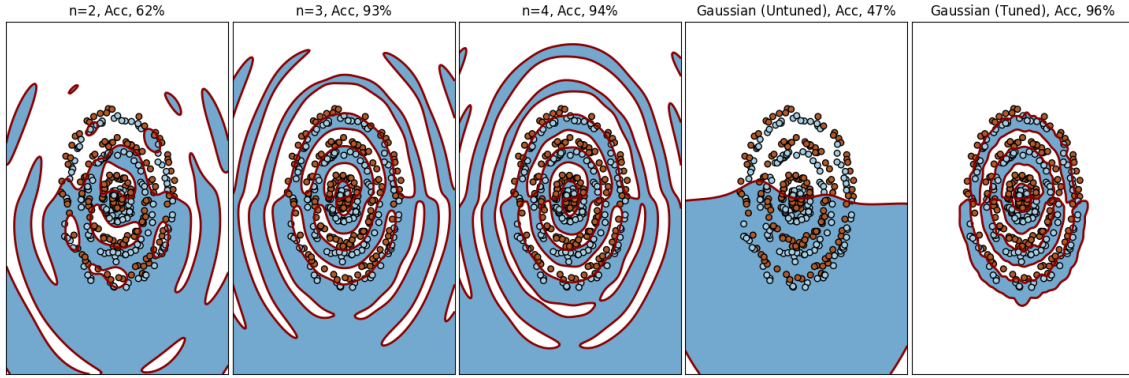 n=2, Acc, 62%
n=3, Acc, 93%
n=4, Acc, 94%
Gaussian (Untuned), Acc, 47%
Gaussian (Tuned), Acc, 96%